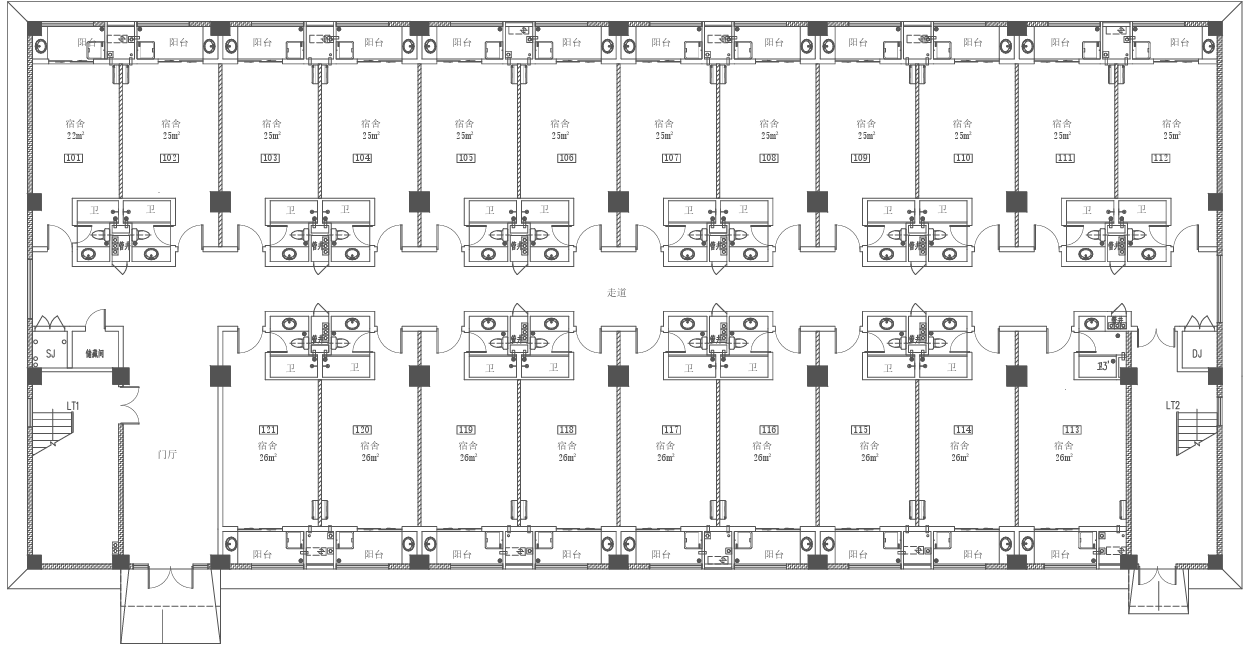 阳台 阳台 阳台 阳台 阳台 阳台 阳台 阳台 阳台 阳台 阳台 阳台
宿舍 宿舍 宿舍 宿舍 宿舍 宿舍 宿舍 宿舍 宿舍 宿舍 宿舍 宿舍
22m² 25m² 25m² 25m² 25m² 25m² 25m² 25m² 25m² 25m² 25m² 25m²
101 102 103 104 105 106 107 108 109 110 111 112
卫 卫 卫 卫 卫 卫 卫 卫 卫 卫 卫 卫
走道
SJ 储藏间 DJ
卫 卫 卫 卫 卫 卫 卫 卫
LT1 LT2
121 120 119 118 117 116 115 114 113
宿舍 宿舍 宿舍 宿舍 宿舍 宿舍 宿舍 宿舍 宿舍
26m² 26m² 26m² 26m² 26m² 26m² 26m² 26m² 26m²
门厅
阳台 阳台 阳台 阳台 阳台 阳台 阳台 阳台 阳台